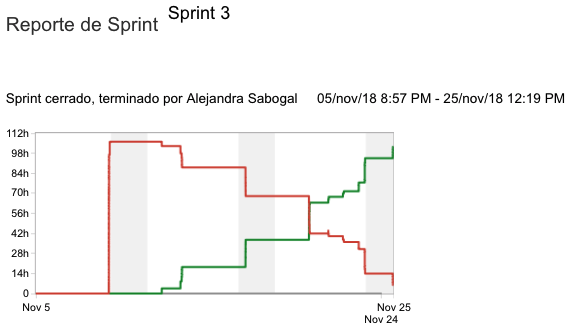 Reporte de Sprint Sprint 3
Sprint cerrado, terminado por Alejandra Sabogal 05/nov/18 8:57 PM - 25/nov/18 12:19 PM
112h
98h
84h
70h
56h
42h
28h
14h
0
Nov 5 Nov 25
Nov 24